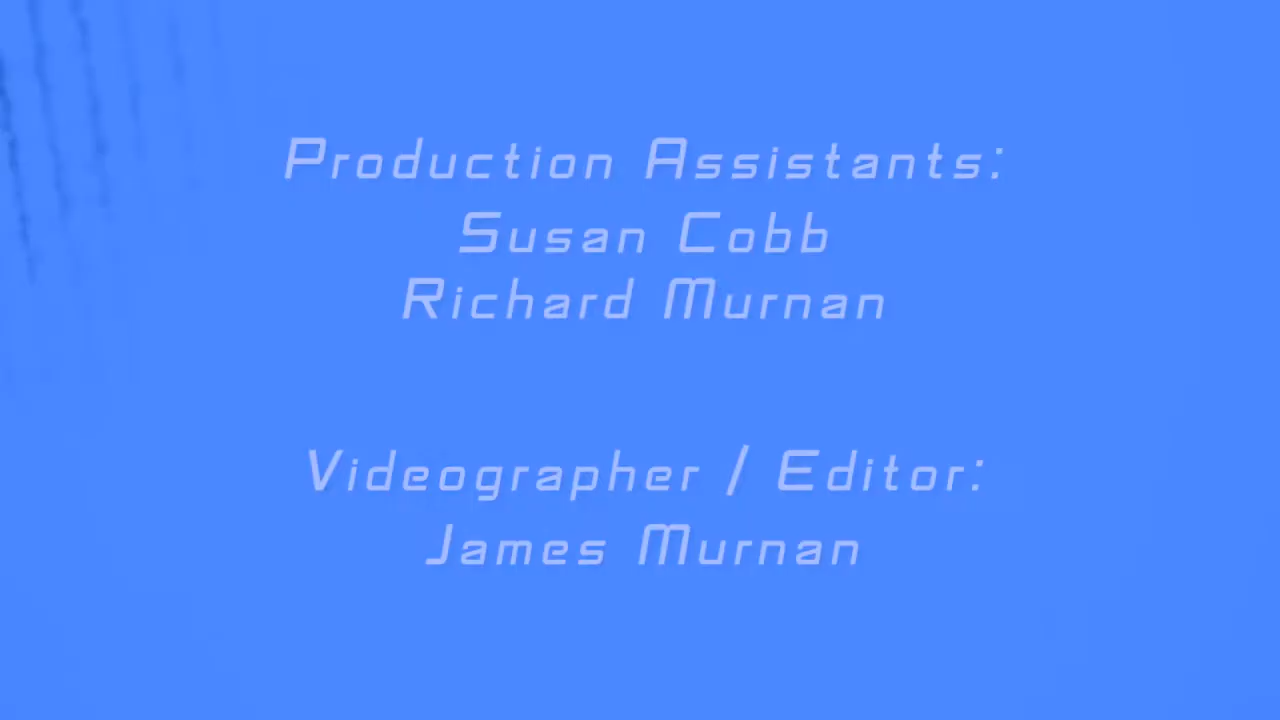 Production Assistants:
Susan Cobb
Richard Murnan
Videographer / Editor:
James Murnan